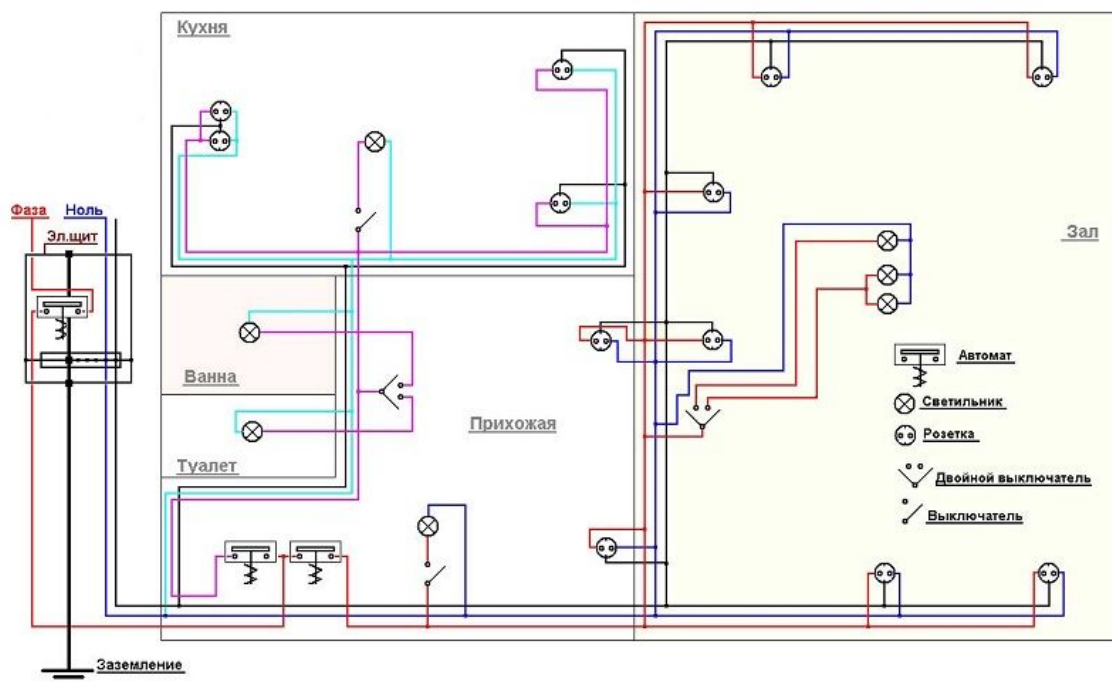 Кухня
Фаза
Ноль
Эл.щит
Зал
Ванна
Автомат
Светильник
Прихожая
Розетка
Туалет
Двойной выключатель
Выключатель
Заземление